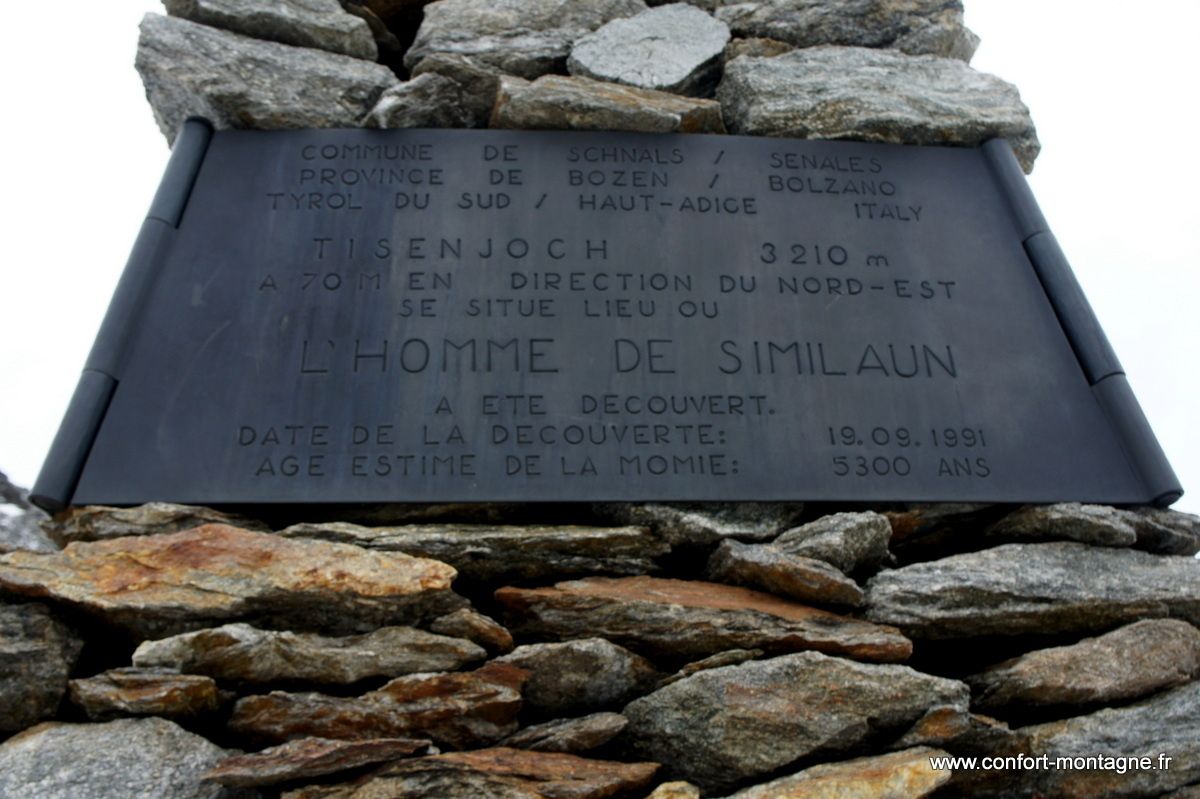 COMMUNE DE SCHNALS / SENALES
PROVINCE DE BOZEN / BOLZANO
TYROL DU SUD / HAUT-ADIGE ITALY
TISENJOCH 3210 m
A 70 M EN DIRECTION DU NORD-EST
SE SITUE LIEU OU
L'HOMME DE SIMILAUN
A ETE DECOUVERT.
DATE DE LA DECOUVERTE: 19.09.1991
AGE ESTIME DE LA MOMIE: 5300 ANS
www.confort-montagne.fr